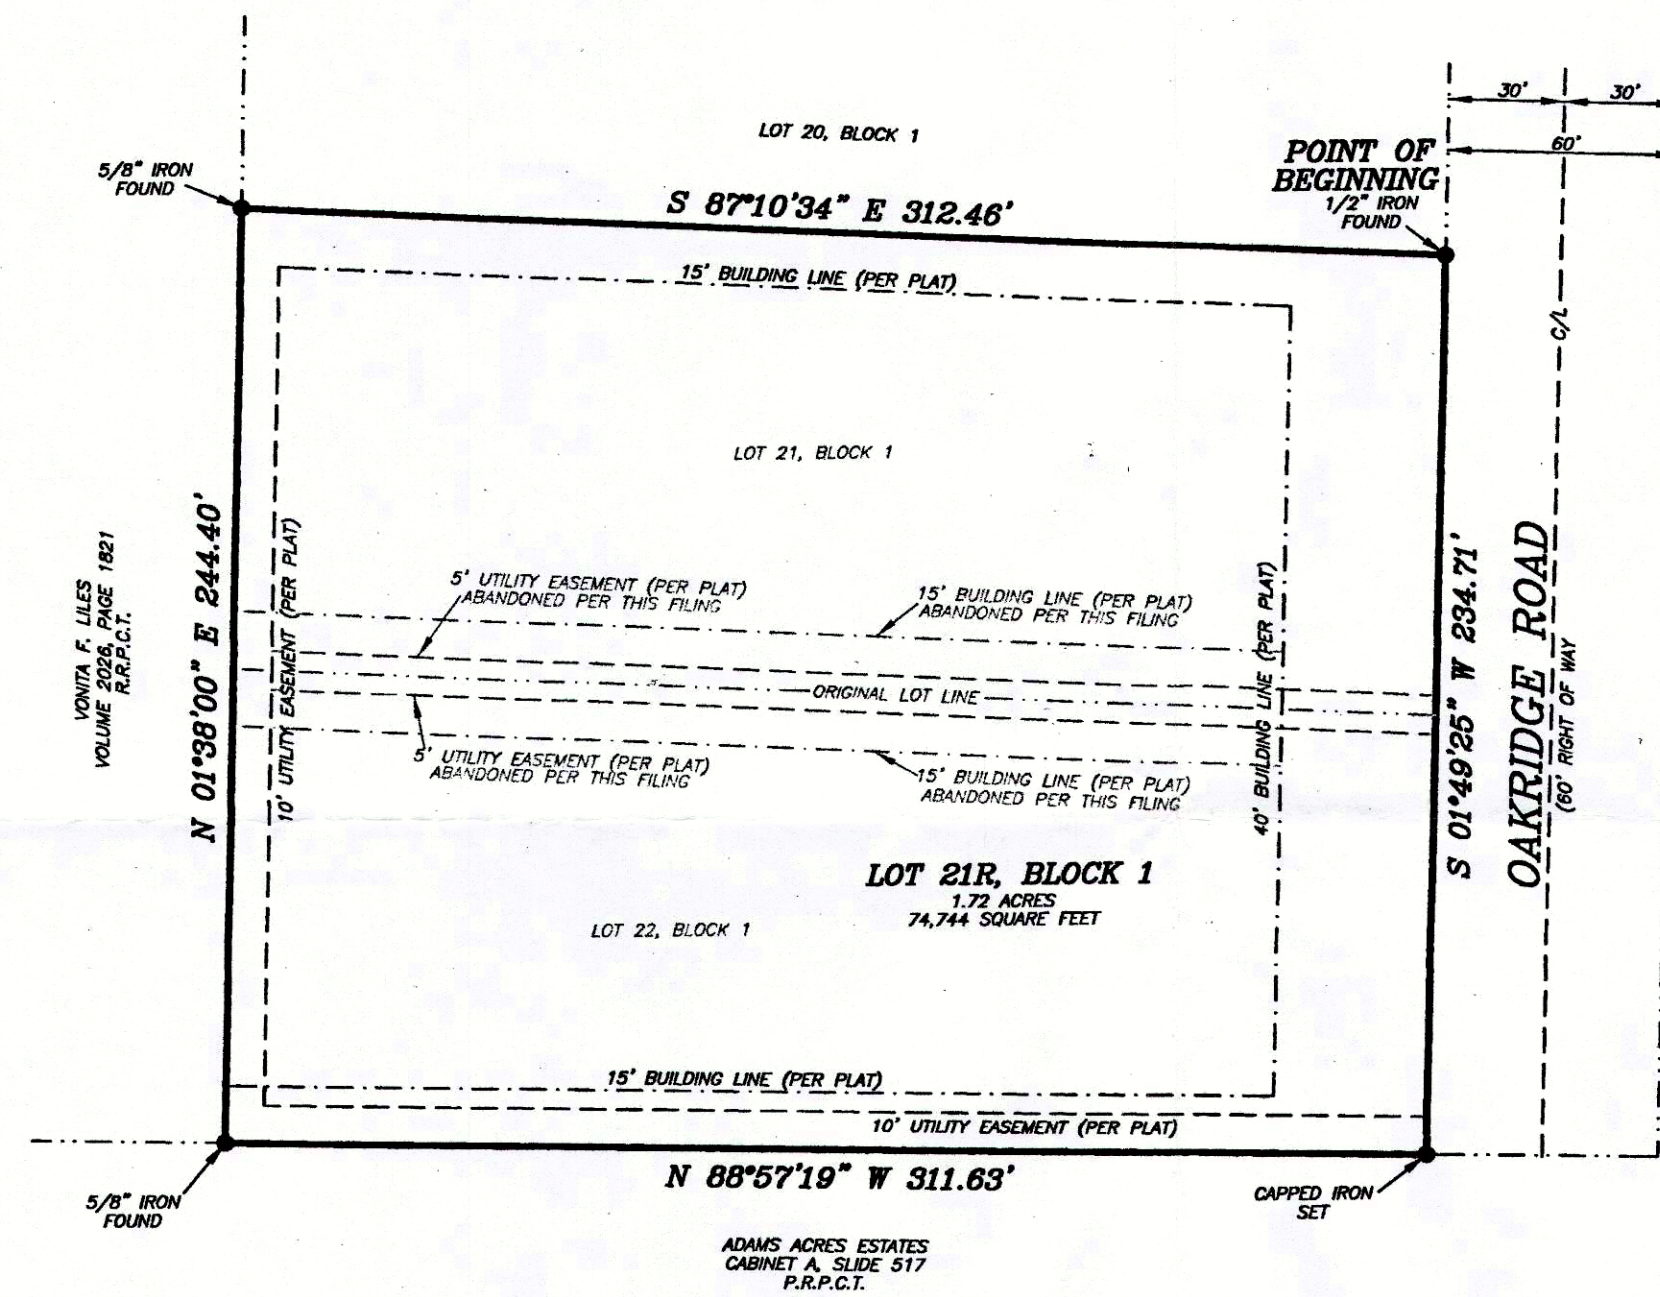 30'
30'
60'
LOT 20, BLOCK 1
POINT OF
BEGINNING
1/2" IRON
FOUND
5/8" IRON
FOUND
S 87°10'34" E 312.46'
15' BUILDING LINE (PER PLAT)
C/L
LOT 21, BLOCK 1
N 01°38'00" E 244.40'
VONITA F. LILES
VOLUME 2026, PAGE 1821
R.R.P.C.T.
10' UTILITY EASEMENT (PER PLAT)
5' UTILITY EASEMENT (PER PLAT)
ABANDONED PER THIS FILING
15' BUILDING LINE (PER PLAT)
ABANDONED PER THIS FILING
ORIGINAL LOT LINE
5' UTILITY EASEMENT (PER PLAT)
ABANDONED PER THIS FILING
15' BUILDING LINE (PER PLAT)
ABANDONED PER THIS FILING
40' BUILDING LINE (PER PLAT)
S 01°49'25" W 234.71'
OAKRIDGE ROAD
(60' RIGHT OF WAY
LOT 21R, BLOCK 1
1.72 ACRES
74,744 SQUARE FEET
LOT 22, BLOCK 1
15' BUILDING LINE (PER PLAT)
10' UTILITY EASEMENT (PER PLAT)
N 88°57'19" W 311.63'
5/8" IRON
FOUND
CAPPED IRON
SET
ADAMS ACRES ESTATES
CABINET A, SLIDE 517
P.R.P.C.T.